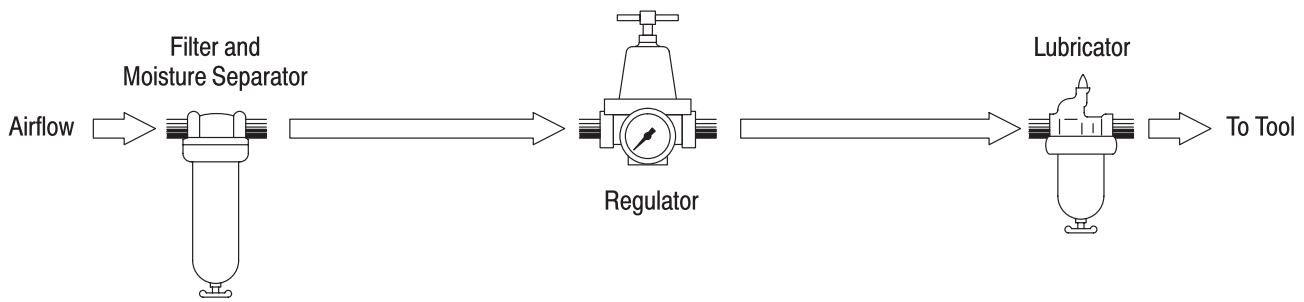 Filter and
Moisture Separator
Lubricator
Airflow
To Tool
Regulator